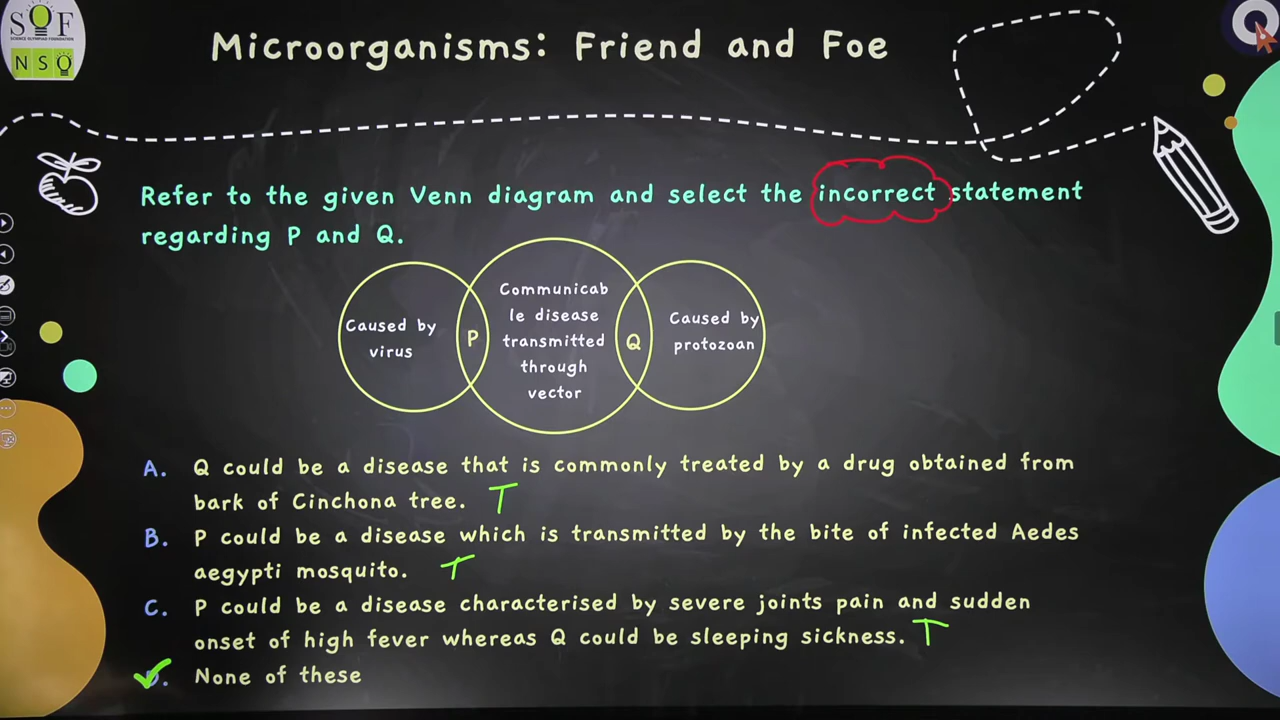 SOF
SCIENCE OLYMPIAD FOUNDATION
NSO
Microorganisms: Friend and Foe
Refer to the given Venn diagram and select the incorrect statement
regarding P and Q.
Caused by
virus
P
Communicab
le disease
transmitted
through
vector
Q
Caused by
protozoan
A. Q could be a disease that is commonly treated by a drug obtained from
bark of Cinchona tree. T
B. P could be a disease which is transmitted by the bite of infected Aedes
aegypti mosquito. T
C. P could be a disease characterised by severe joints pain and sudden
onset of high fever whereas Q could be sleeping sickness. T
D. None of these